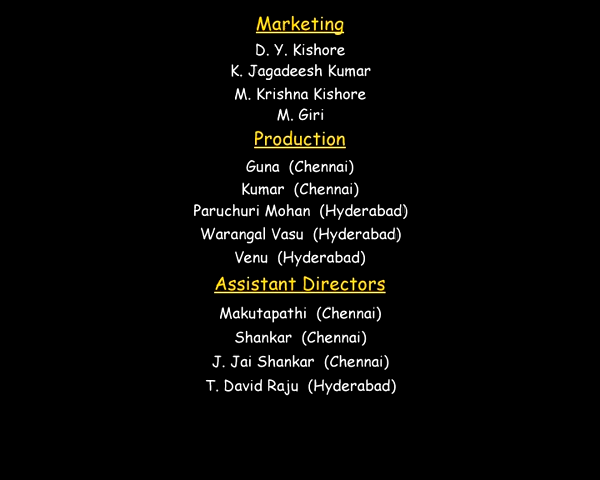 Marketing
D. Y. Kishore
K. Jagadeesh Kumar
M. Krishna Kishore
M. Giri
Production
Guna (Chennai)
Kumar (Chennai)
Paruchuri Mohan (Hyderabad)
Warangal Vasu (Hyderabad)
Venu (Hyderabad)
Assistant Directors
Makutapathi (Chennai)
Shankar (Chennai)
J. Jai Shankar (Chennai)
T. David Raju (Hyderabad)